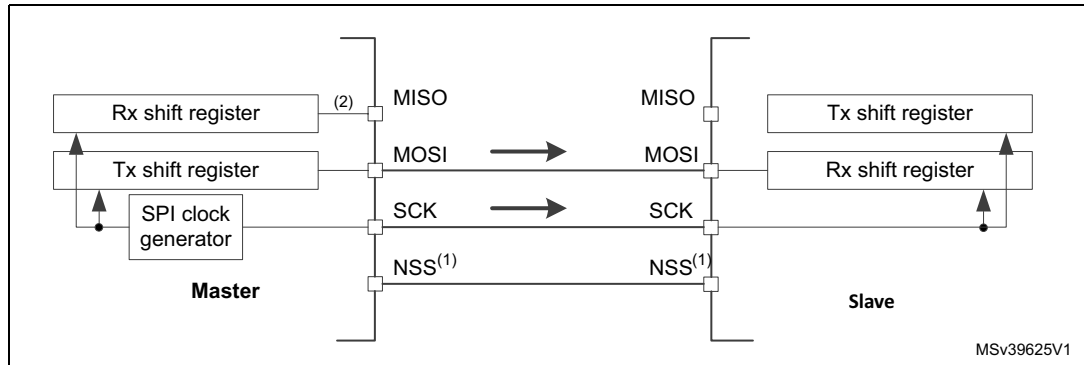 MISO MISO
Rx shift register (2) Tx shift register
MOSI MOSI
Tx shift register Rx shift register
SPI clock
generator
SCK SCK
NSS(1) NSS(1)
Master Slave
MSv39625V1